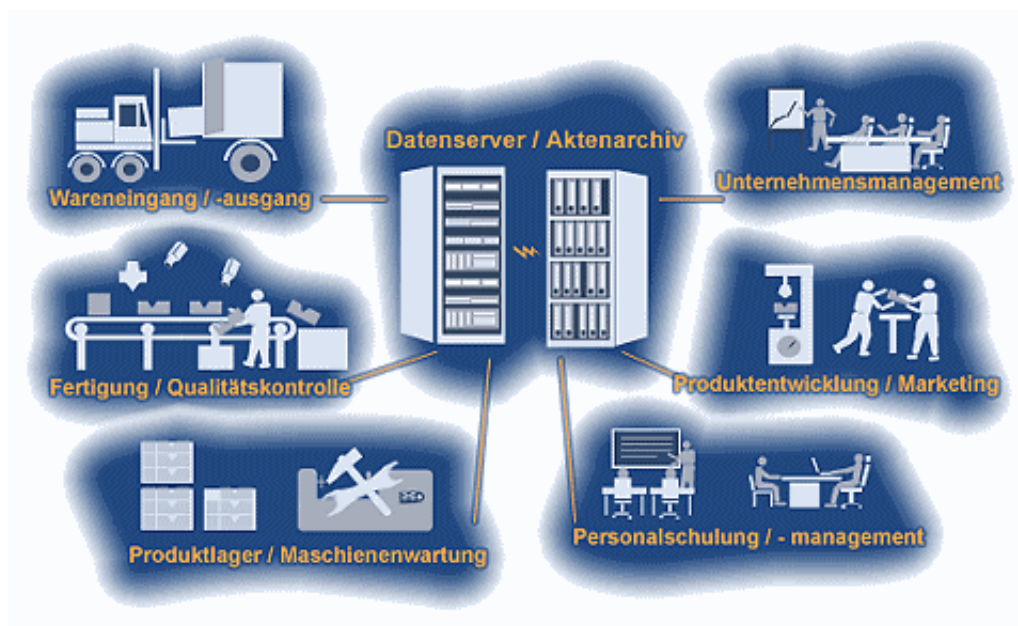 Datenserver / Aktenarchiv
Wareneingang / -ausgang
Unternehmensmanagement
Fertigung / Qualitätskontrolle
Produktentwicklung / Marketing
Produktlager / Maschienenwartung
Personalschulung / - management